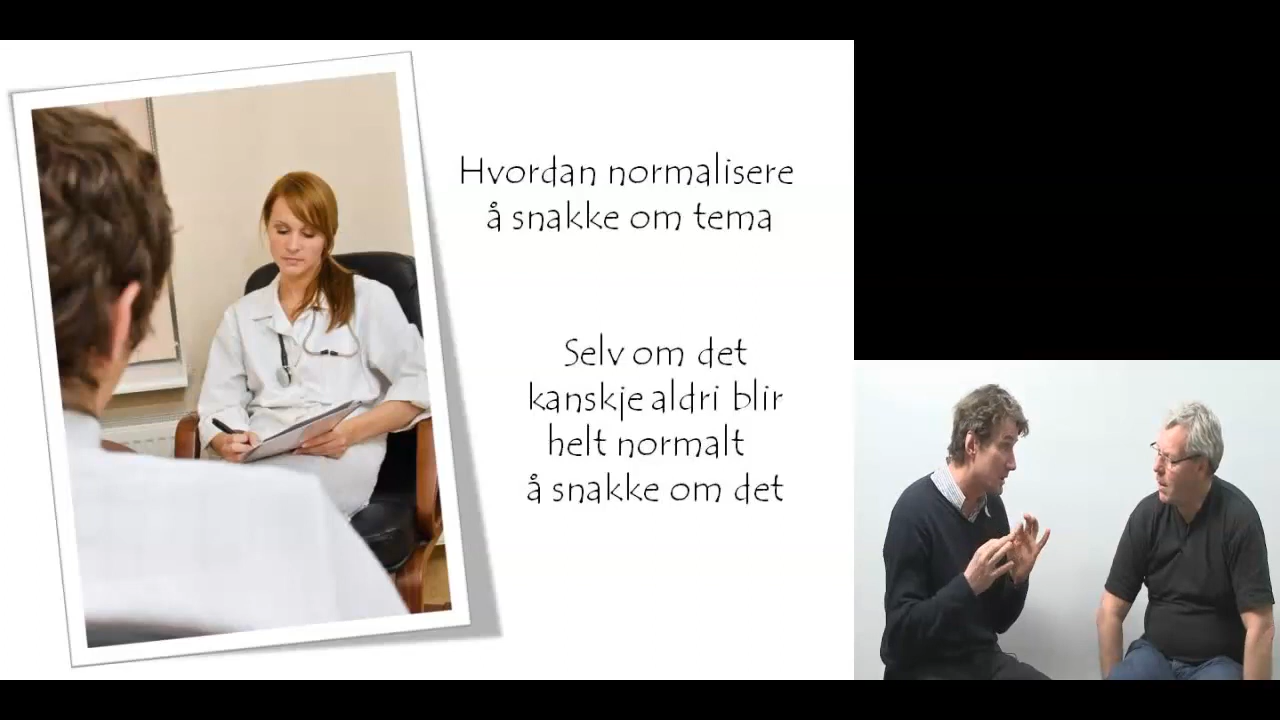 Hvordan normalisere
å snakke om tema
Selv om det
kanskje aldri blir
helt normalt
å snakke om det